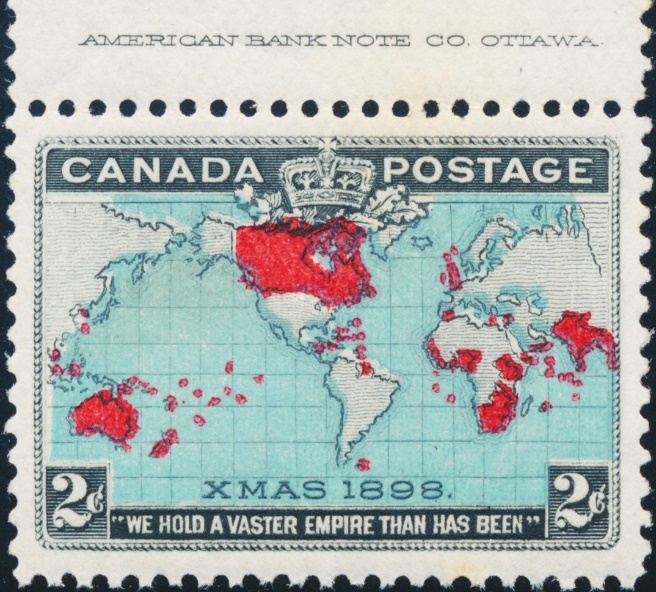 AMERICAN BANK NOTE CO. OTTAWA.
CANADA POSTAGE
XMAS 1898.
2¢ 2¢
"WE HOLD A VASTER EMPIRE THAN HAS BEEN"